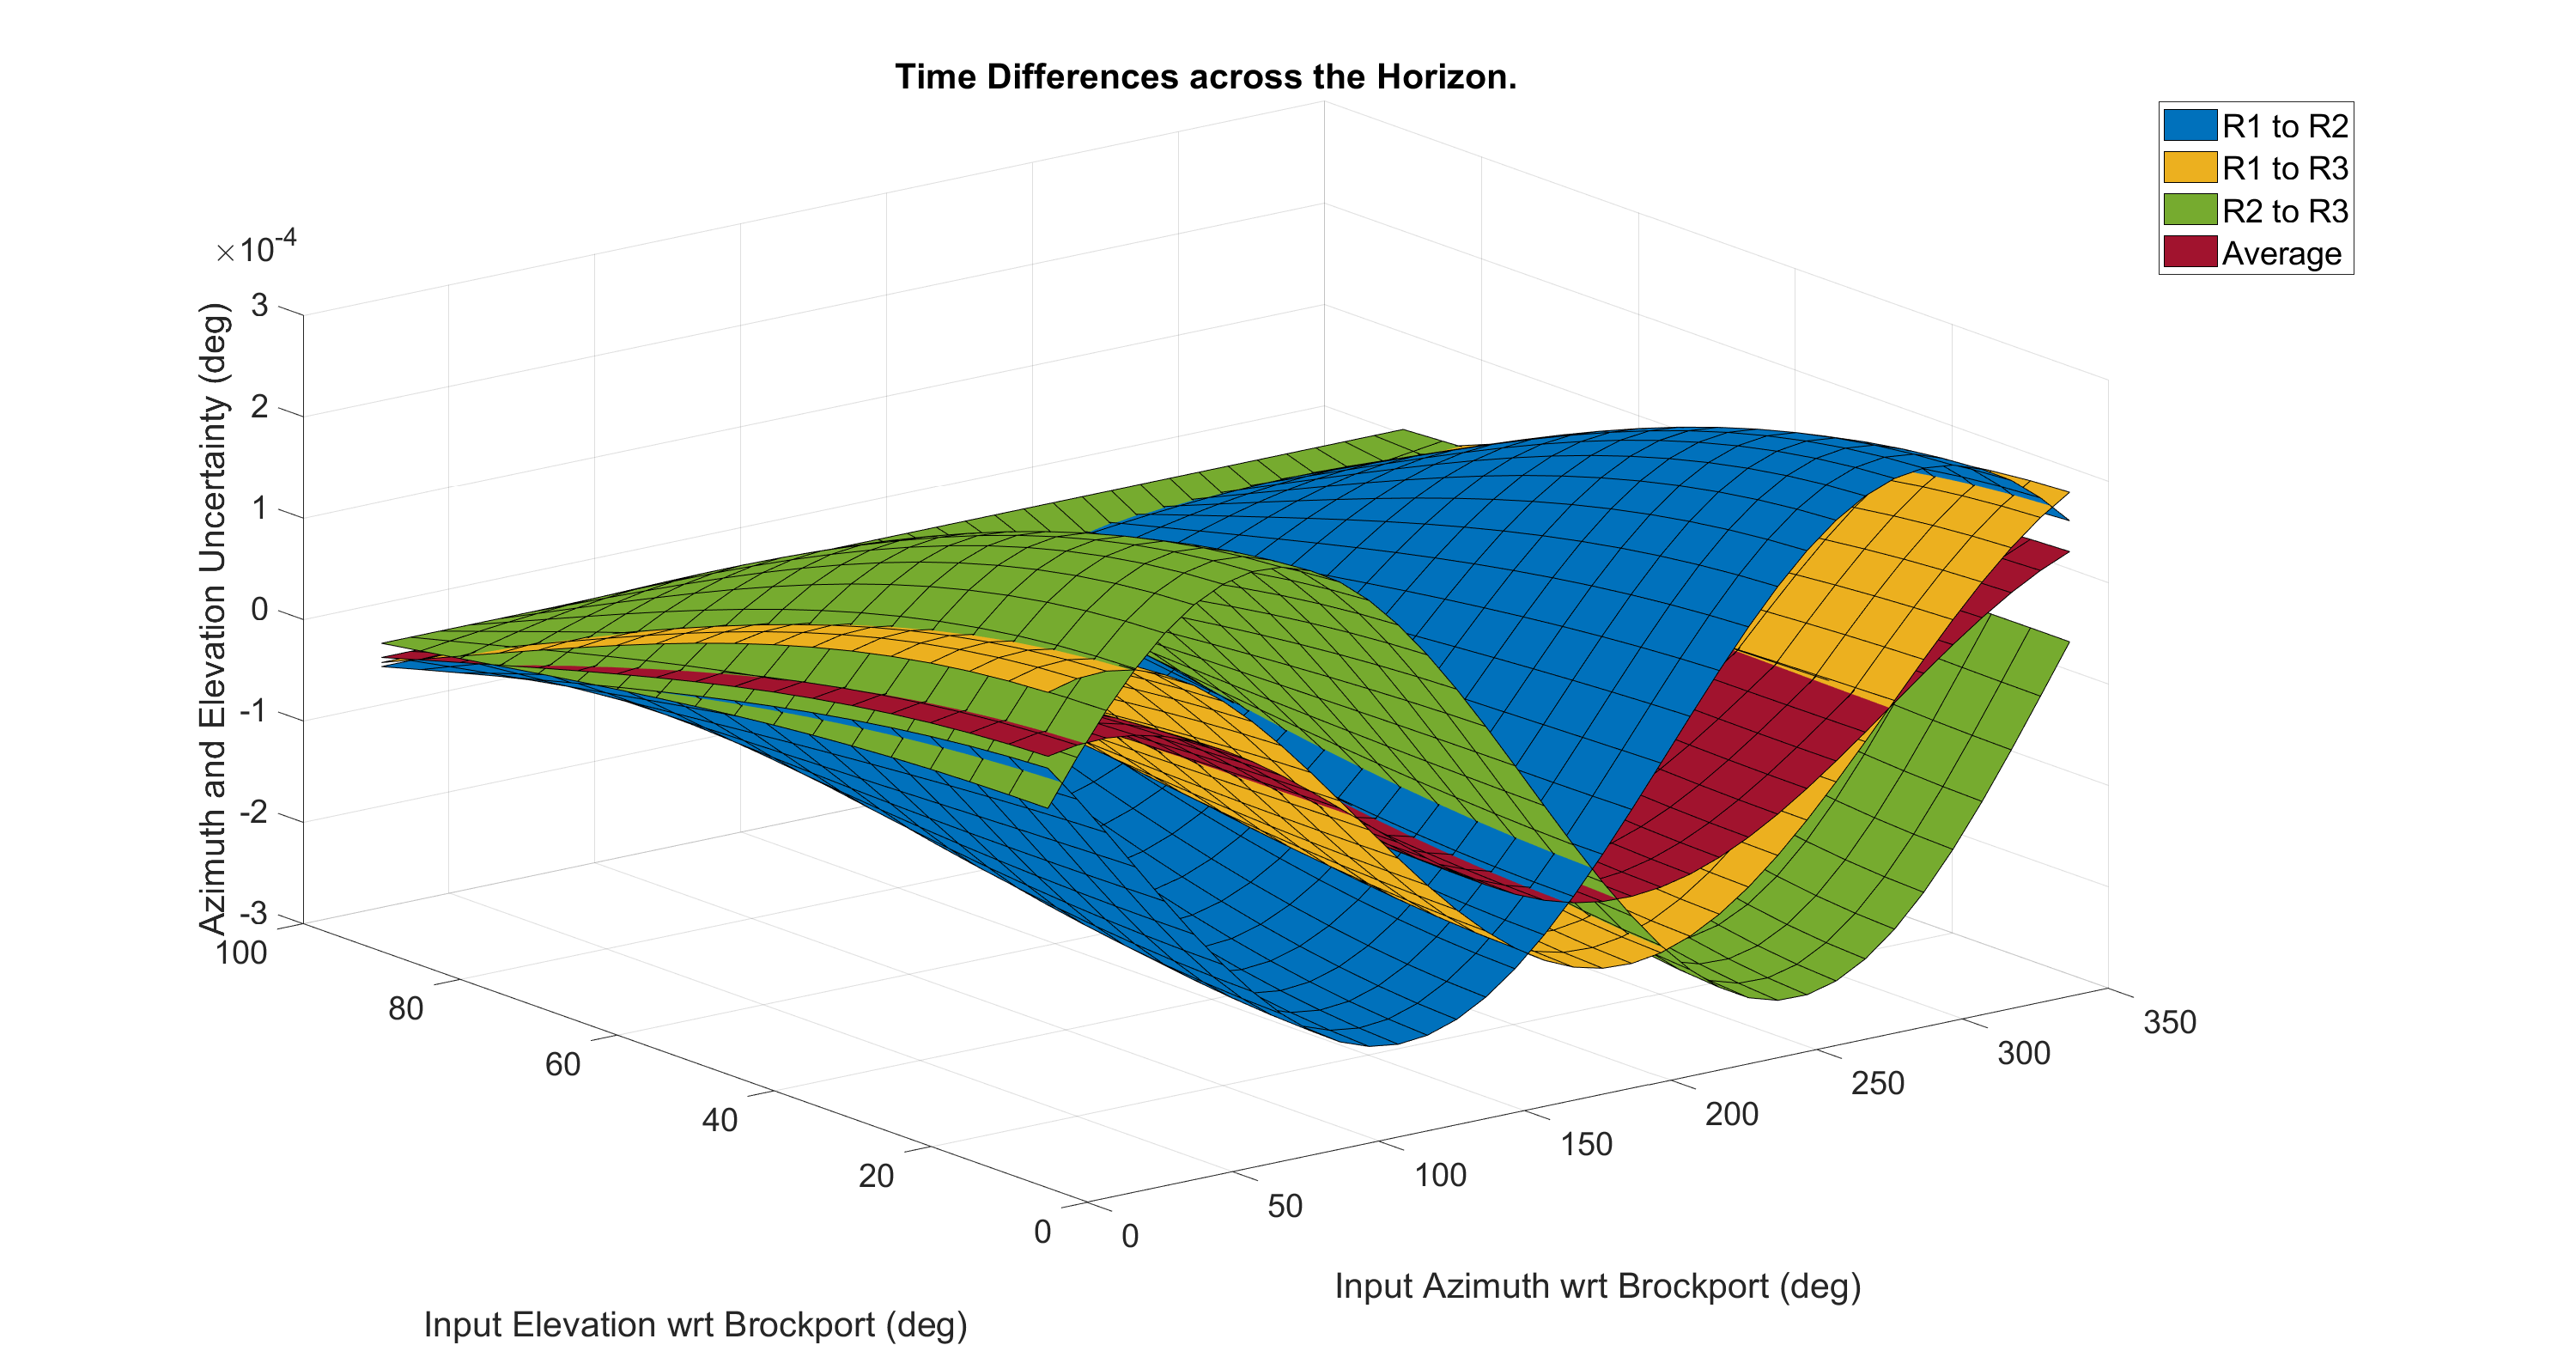 Time Differences across the Horizon.
R1 to R2
R1 to R3
R2 to R3
Average
×10-4
3
2
1
0
-1
-2
-3
Azimuth and Elevation Uncertainty (deg)
100
80
60
40
20
0
Input Elevation wrt Brockport (deg)
0
50
100
150
200
250
300
350
Input Azimuth wrt Brockport (deg)